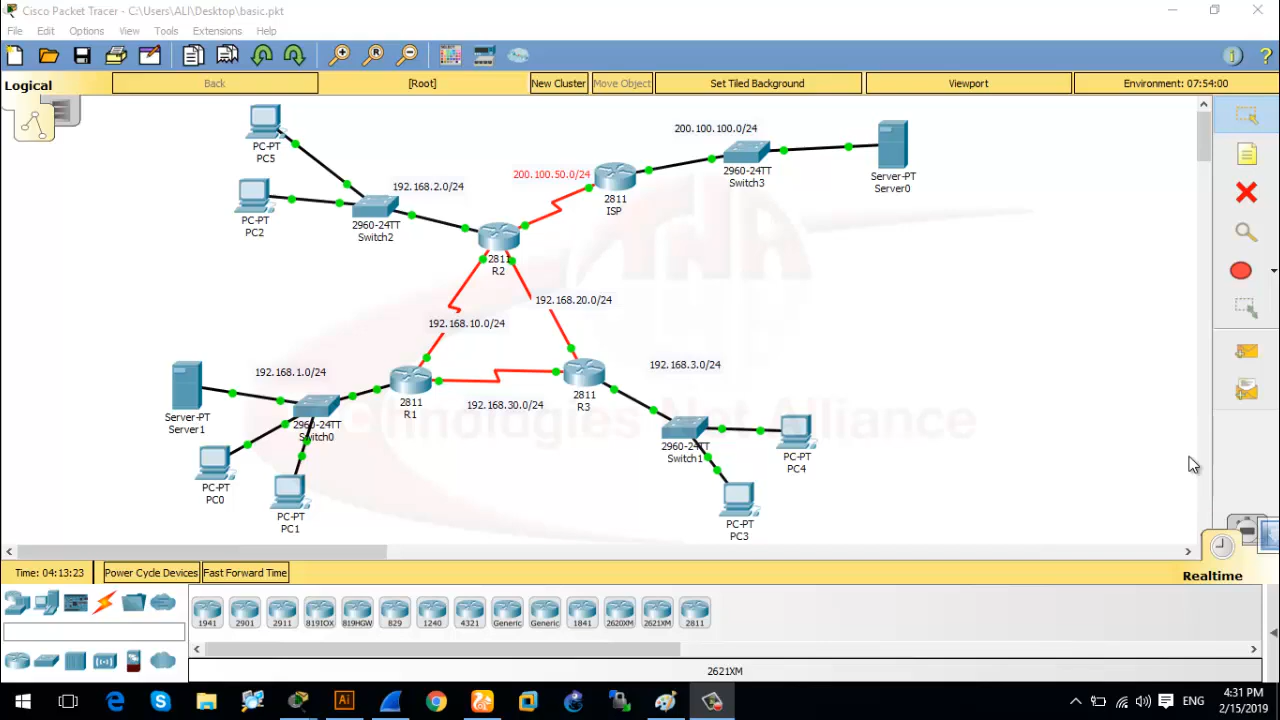 Cisco Packet Tracer - C:\Users\ALI\Desktop\basic.pkt
File Edit Options View Tools Extensions Help
Logical
Back
[Root]
New Cluster
Move Object
Set Tiled Background
Viewport
Environment: 07:54:00
PC-PT
PC5
200.100.100.0/24
2960-24TT
Switch3
Server-PT
Server0
200.100.50.0/24
2811
ISP
192.168.2.0/24
PC-PT
PC2
2960-24TT
Switch2
2811
R2
192.168.20.0/24
192.168.10.0/24
192.168.1.0/24
192.168.3.0/24
Server-PT
Server1
2960-24TT
Switch0
2811
R1
192.168.30.0/24
2811
R3
2960-24TT
Switch1
PC-PT
PC4
PC-PT
PC0
PC-PT
PC1
PC-PT
PC3
Time: 04:13:23
Power Cycle Devices
Fast Forward Time
Realtime
1941 2901 2911 819IOX 819HGW 829 1240 4321 Generic Generic 1841 2620XM 2621XM 2811
2621XM
ENG
4:31 PM
2/15/2019
Ai